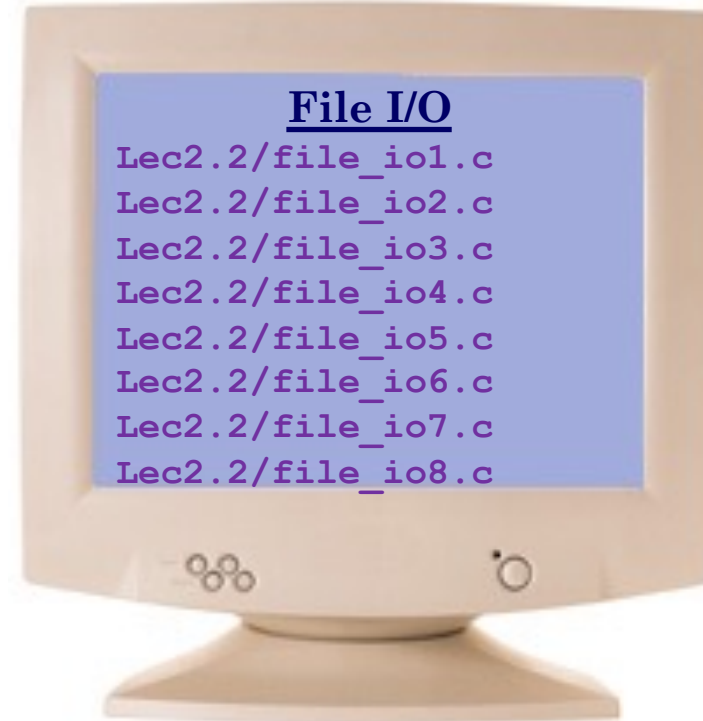 File I/O
Lec2.2/file_io1.c
Lec2.2/file_io2.c
Lec2.2/file_io3.c
Lec2.2/file_io4.c
Lec2.2/file_io5.c
Lec2.2/file_io6.c
Lec2.2/file_io7.c
Lec2.2/file_io8.c